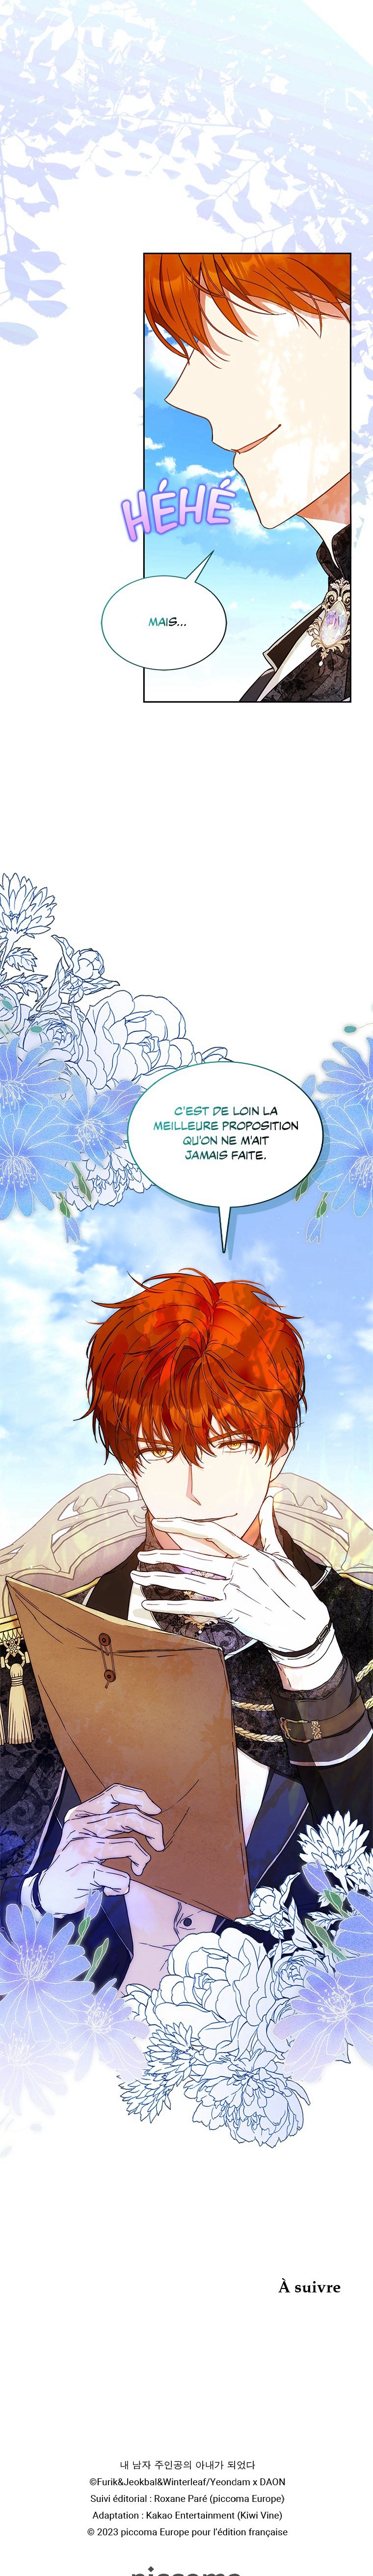 HÉHÉ
MAIS...
C'EST DE LOIN LA
MEILLEURE PROPOSITION
QU'ON NE M'AIT
JAMAIS FAITE.
À suivre
내 남자 주인공의 아내가 되었다
©Furik&Jeokbal&Winterleaf/Yeondam x DAON
Suivi éditorial : Roxane Paré (piccoma Europe)
Adaptation : Kakao Entertainment (Kiwi Vine)
© 2023 piccoma Europe pour l'édition française